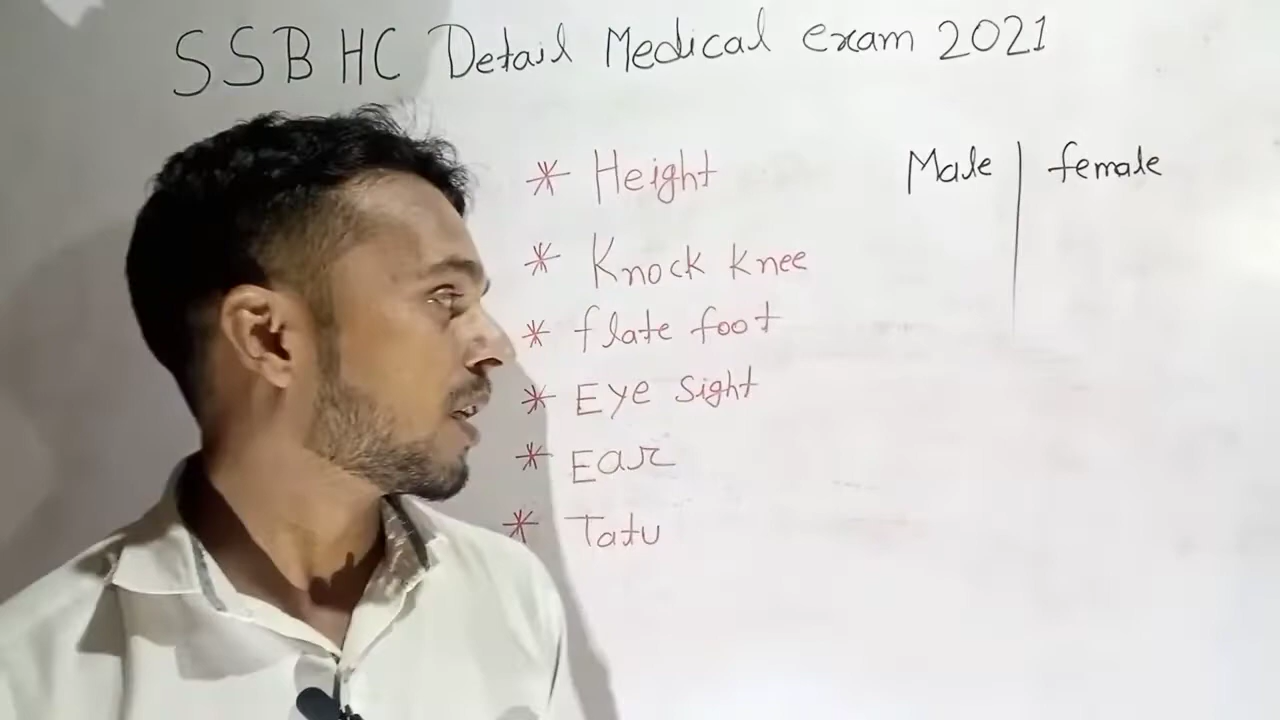 SSB HC Detail Medical exam 2021
Male | female
* Height
* Knock Knee
* flate foot
* Eye Sight
* Ear
* Tatu